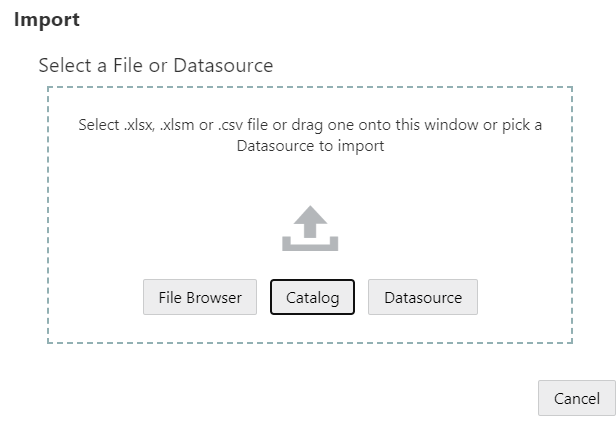 Import
Select a File or Datasource
Select .xlsx, .xlsm or .csv file or drag one onto this window or pick a
Datasource to import
File Browser
Catalog
Datasource
Cancel